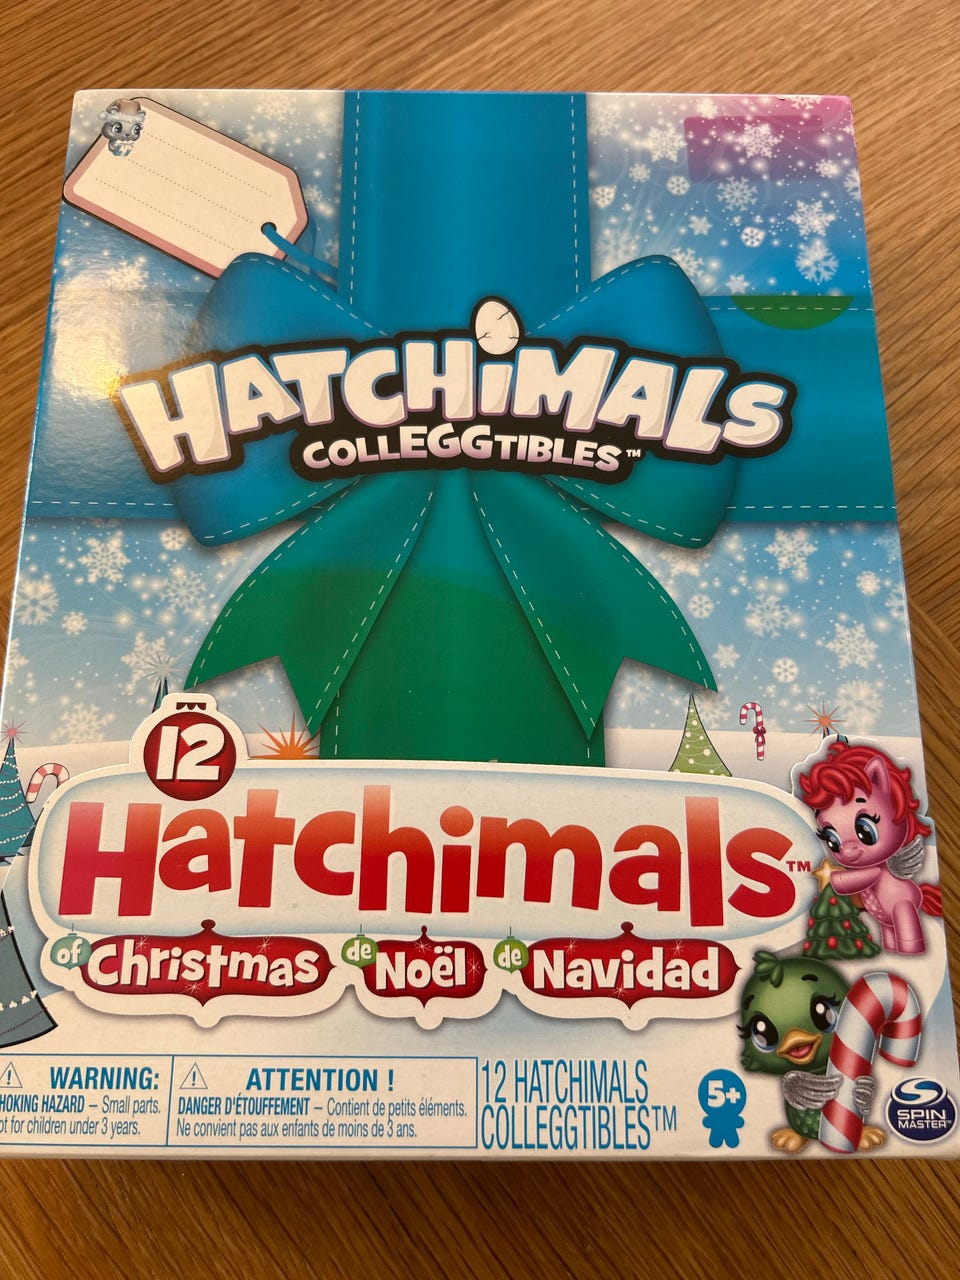 HATCHiMALS
COLLEGGTIBLES™
12
Hatchimals™
of Christmas de Noël de Navidad
WARNING:
HOKING HAZARD – Small parts.
ot for children under 3 years.
ATTENTION !
DANGER D'ÉTOUFFEMENT – Contient de petits éléments.
Ne convient pas aux enfants de moins de 3 ans.
12 HATCHIMALS
COLLEGGTIBLES™
5+
SPIN
MASTER™